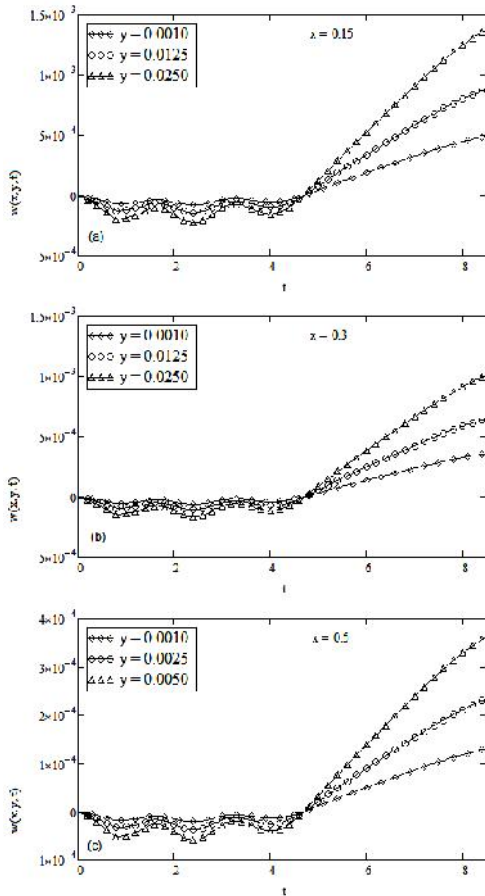 1.5×10⁻³
y = 0.0010
x = 0.15
y = 0.0125
y = 0.0250
1×10⁻³
5×10⁻⁴
w(x,y,t)
0
(a)
5×10⁻⁴
0 2 4 6 8
t
1.5×10⁻³
y = 0.0010
x = 0.3
y = 0.0125
y = 0.0250
1×10⁻³
5×10⁻⁴
w(x,y,t)
0
(b)
5×10⁻⁴
0 2 4 6 8
t
4×10⁻⁴
y = 0.0010
x = 0.5
y = 0.0025
y = 0.0050
3×10⁻⁴
2×10⁻⁴
1×10⁻⁴
w(x,y,t)
0
(c)
1×10⁻⁴
0 2 4 6 8
t